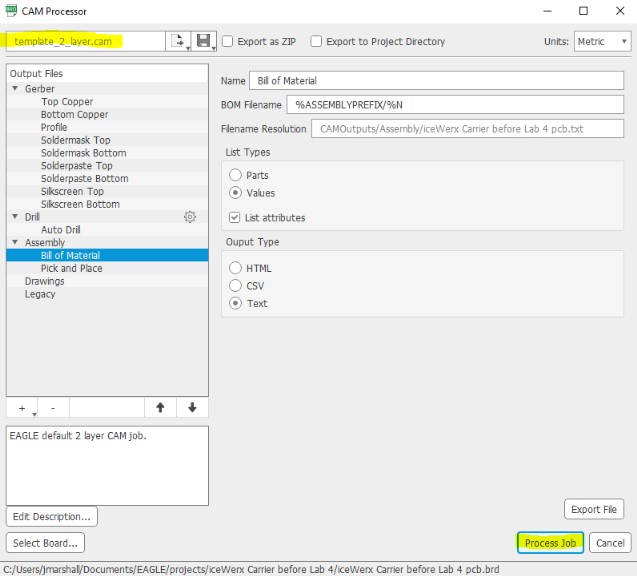 CAM Processor
template_2_layer.cam
Export as ZIP
Export to Project Directory
Units: Metric
Output Files
Gerber
Top Copper
Bottom Copper
Profile
Soldermask Top
Soldermask Bottom
Solderpaste Top
Solderpaste Bottom
Silkscreen Top
Silkscreen Bottom
Drill
Auto Drill
Assembly
Bill of Material
Pick and Place
Drawings
Legacy
+ -
EAGLE default 2 layer CAM job.
Edit Description...
Select Board...
Name Bill of Material
BOM Filename %ASSEMBLYPREFIX/%N
Filename Resolution CAMOutputs/Assembly/iceWerx Carrier before Lab 4 pcb.txt
List Types
Parts
Values
List attributes
Ouput Type
HTML
CSV
Text
Export File
Process Job Cancel
C:/Users/jmarshall/Documents/EAGLE/projects/iceWerx Carrier before Lab 4/iceWerx Carrier before Lab 4 pcb.brd